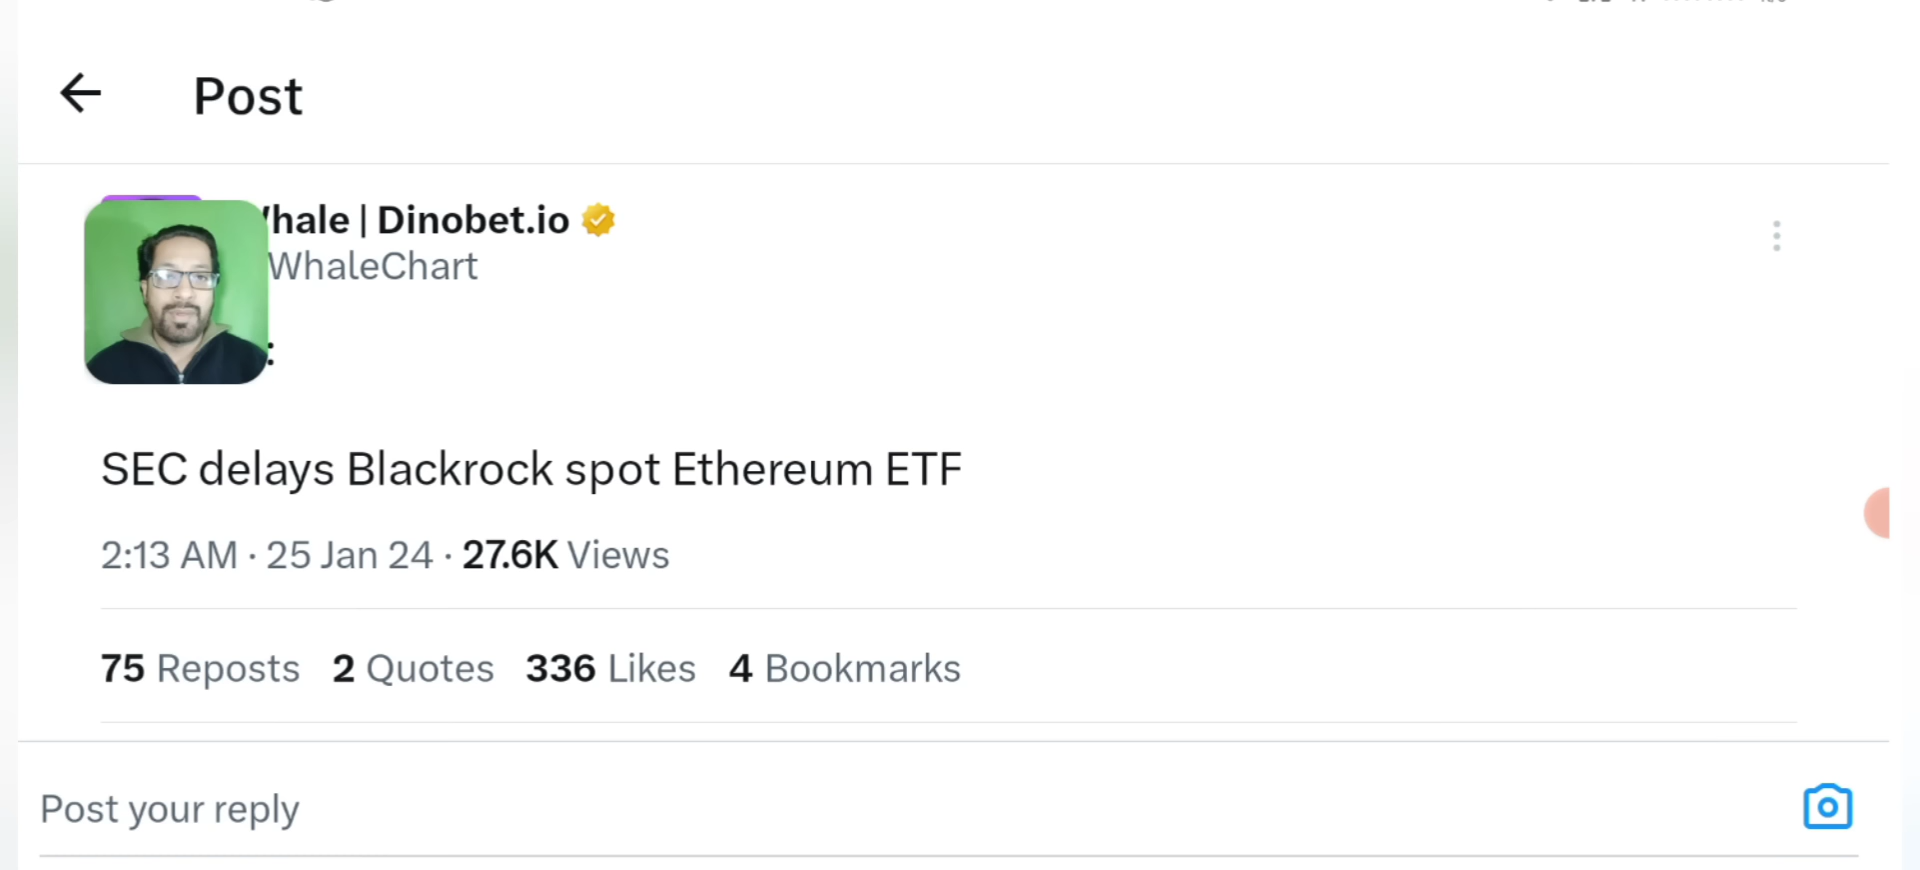 Post
hale | Dinobet.io
WhaleChart
:
SEC delays Blackrock spot Ethereum ETF
2:13 AM · 25 Jan 24 · 27.6K Views
75 Reposts 2 Quotes 336 Likes 4 Bookmarks
Post your reply